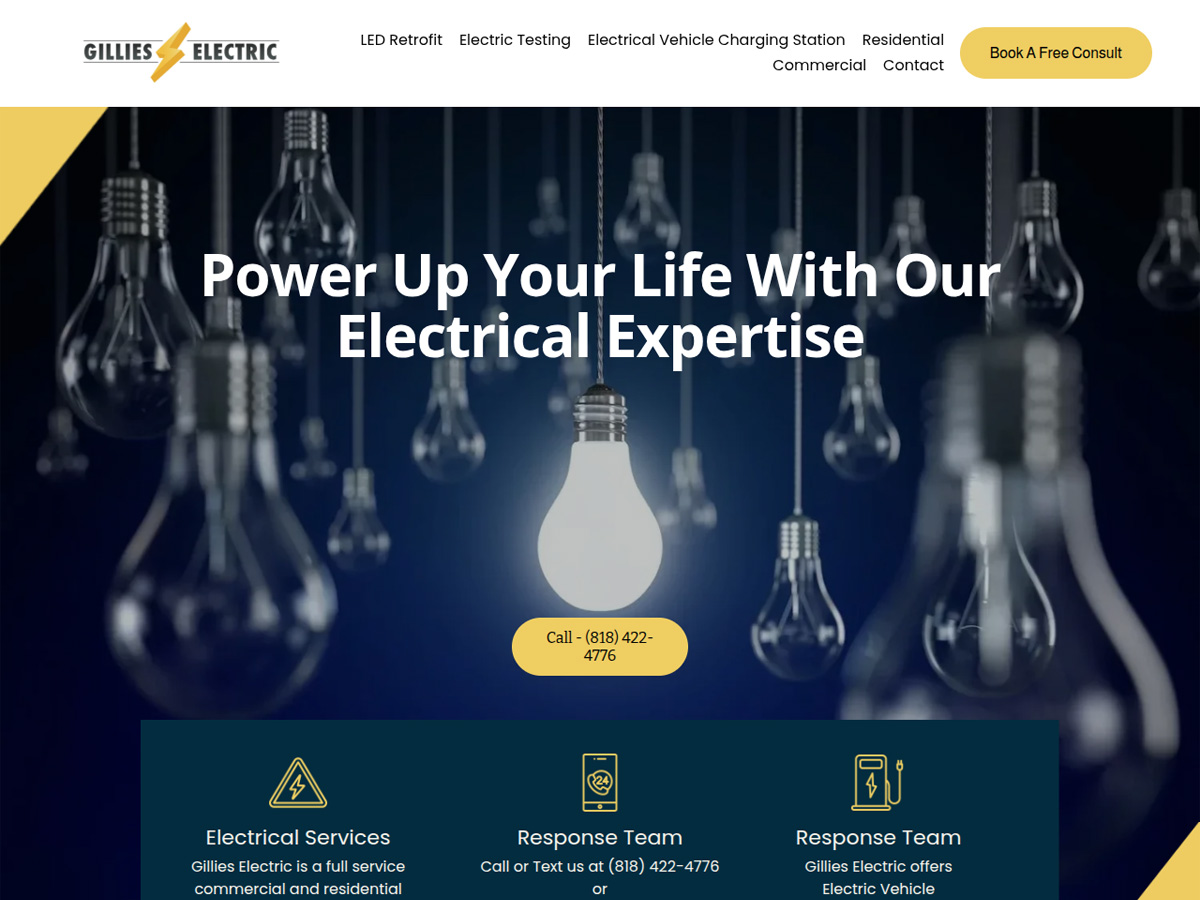 GILLIES ELECTRIC
LED Retrofit Electric Testing Electrical Vehicle Charging Station Residential
Commercial Contact
Book A Free Consult
Power Up Your Life With Our
Electrical Expertise
Call - (818) 422-
4776
24
Electrical Services
Gillies Electric is a full service
commercial and residential
Response Team
Call or Text us at (818) 422-4776
or
Response Team
Gillies Electric offers
Electric Vehicle